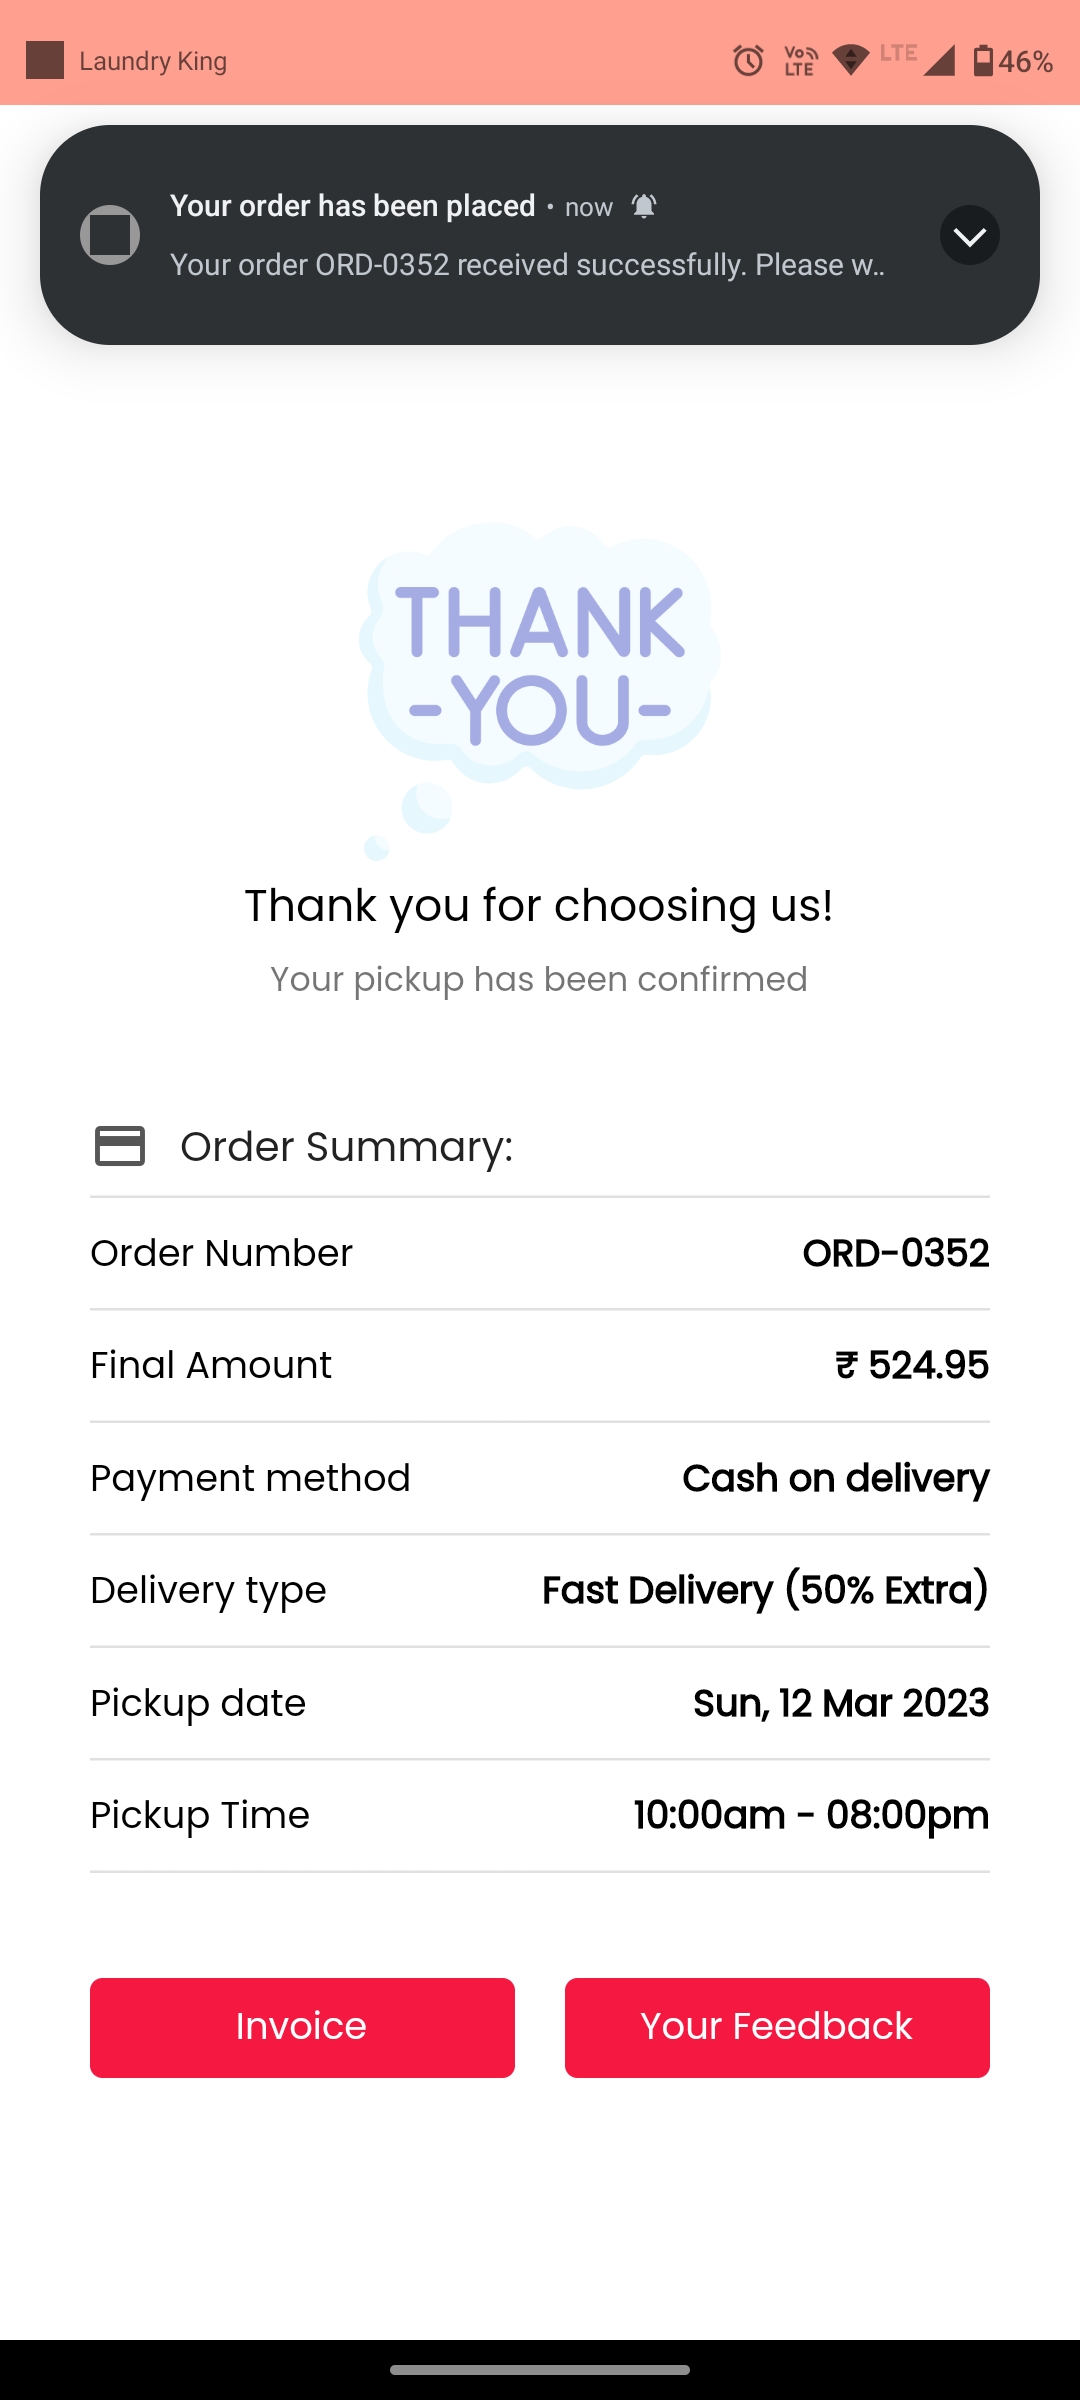 Laundry King
Vo LTE
LTE
46%
Your order has been placed • now
Your order ORD-0352 received successfully. Please w..
THANK
-YOU-
Thank you for choosing us!
Your pickup has been confirmed
Order Summary:
Order Number ORD-0352
Final Amount ₹ 524.95
Payment method Cash on delivery
Delivery type Fast Delivery (50% Extra)
Pickup date Sun, 12 Mar 2023
Pickup Time 10:00am - 08:00pm
Invoice Your Feedback